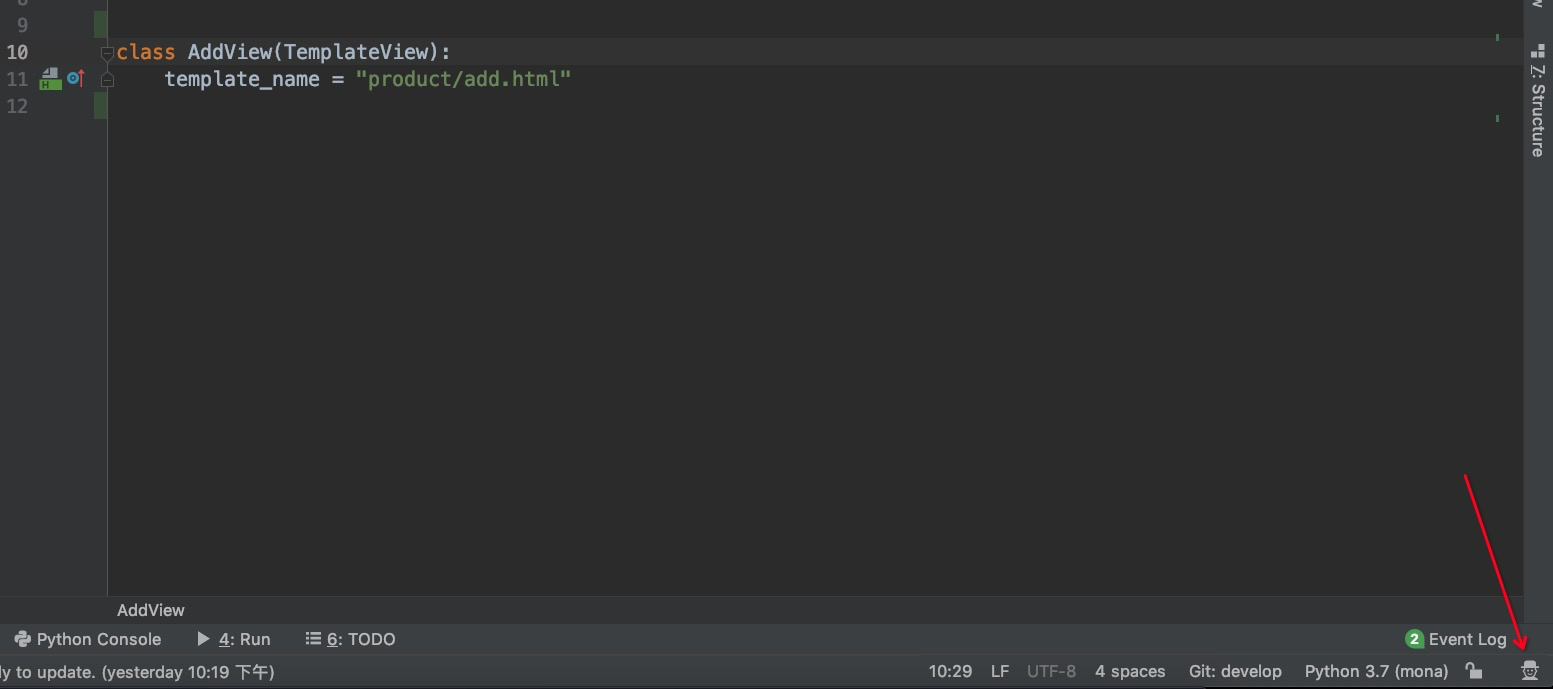 9
10 class AddView(TemplateView):
11 H template_name = "product/add.html"
12
Z: Structure
AddView
Python Console 4: Run 6: TODO 2 Event Log
to update. (yesterday 10:19 下午) 10:29 LF UTF-8 4 spaces Git: develop Python 3.7 (mona)